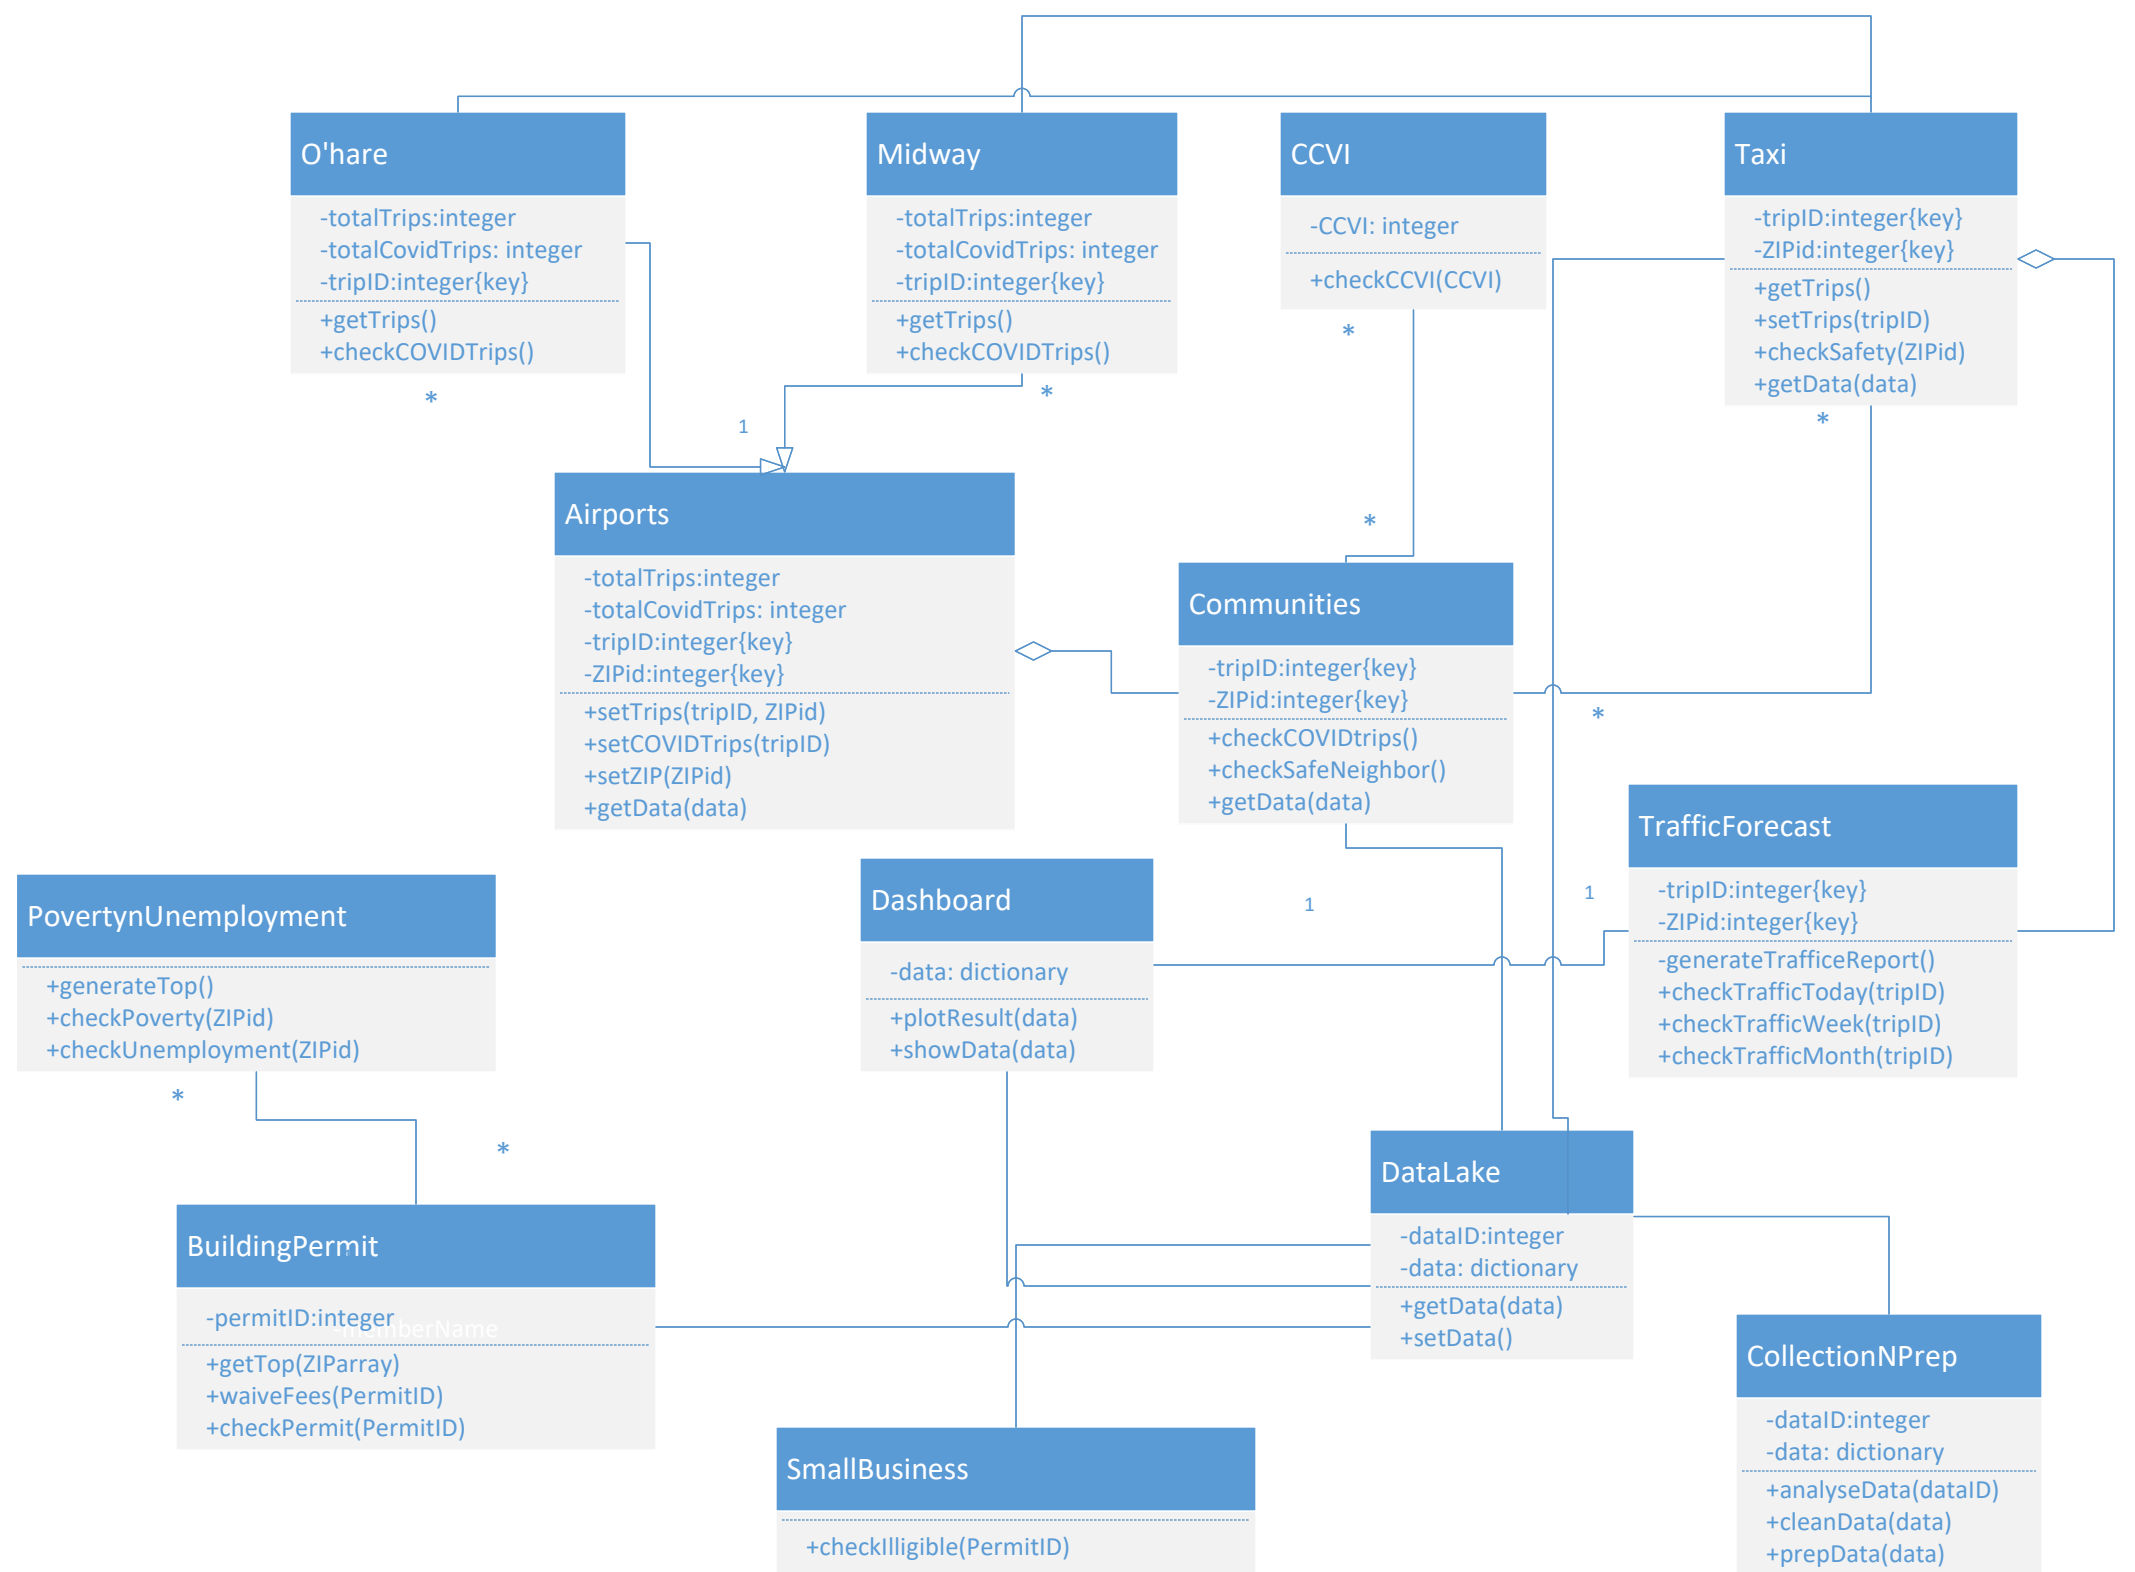 O'hare
-totalTrips:integer
-totalCovidTrips: integer
-tripID:integer{key}
+getTrips()
+checkCOVIDTrips()
*
Midway
-totalTrips:integer
-totalCovidTrips: integer
-tripID:integer{key}
+getTrips()
+checkCOVIDTrips()
*
1
CCVI
-CCVI: integer
+checkCCVI(CCVI)
*
*
Taxi
-tripID:integer{key}
-ZIPid:integer{key}
+getTrips()
+setTrips(tripID)
+checkSafety(ZIPid)
+getData(data)
*
Airports
-totalTrips:integer
-totalCovidTrips: integer
-tripID:integer{key}
-ZIPid:integer{key}
+setTrips(tripID, ZIPid)
+setCOVIDTrips(tripID)
+setZIP(ZIPid)
+getData(data)
Communities
-tripID:integer{key}
-ZIPid:integer{key}
+checkCOVIDtrips()
+checkSafeNeighbor()
+getData(data)
*
TrafficForecast
-tripID:integer{key}
-ZIPid:integer{key}
-generateTrafficeReport()
+checkTrafficToday(tripID)
+checkTrafficWeek(tripID)
+checkTrafficMonth(tripID)
1
1
PovertynUnemployment
+generateTop()
+checkPoverty(ZIPid)
+checkUnemployment(ZIPid)
*
*
Dashboard
-data: dictionary
+plotResult(data)
+showData(data)
BuildingPermit
-permitID:integer
-memberName
+getTop(ZIParray)
+waiveFees(PermitID)
+checkPermit(PermitID)
DataLake
-dataID:integer
-data: dictionary
+getData(data)
+setData()
SmallBusiness
+checkIlligible(PermitID)
CollectionNPrep
-dataID:integer
-data: dictionary
+analyseData(dataID)
+cleanData(data)
+prepData(data)